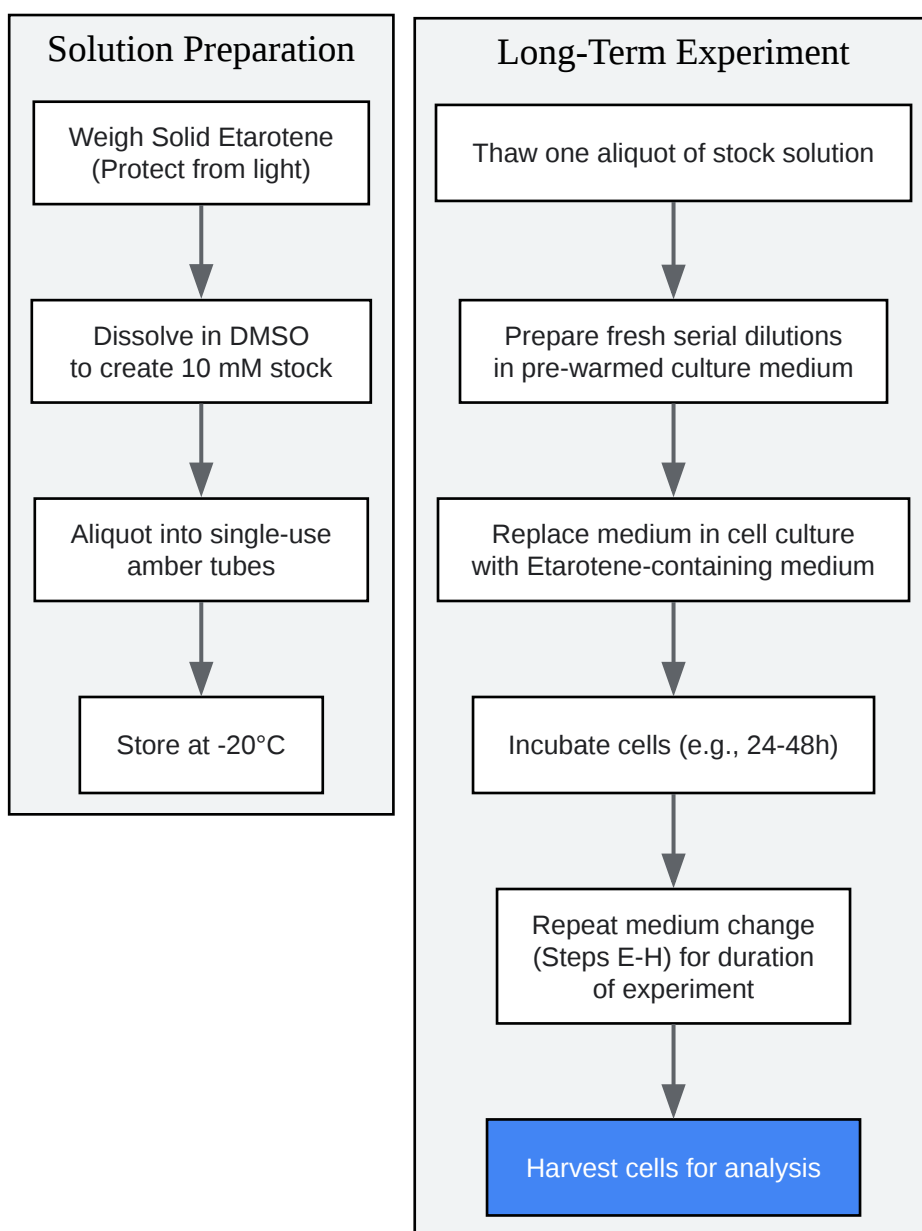 Solution Preparation
Weigh Solid Etarotene
(Protect from light)
Dissolve in DMSO
to create 10 mM stock
Aliquot into single-use
amber tubes
Store at -20°C
Long-Term Experiment
Thaw one aliquot of stock solution
Prepare fresh serial dilutions
in pre-warmed culture medium
Replace medium in cell culture
with Etarotene-containing medium
Incubate cells (e.g., 24-48h)
Repeat medium change
(Steps E-H) for duration
of experiment
Harvest cells for analysis